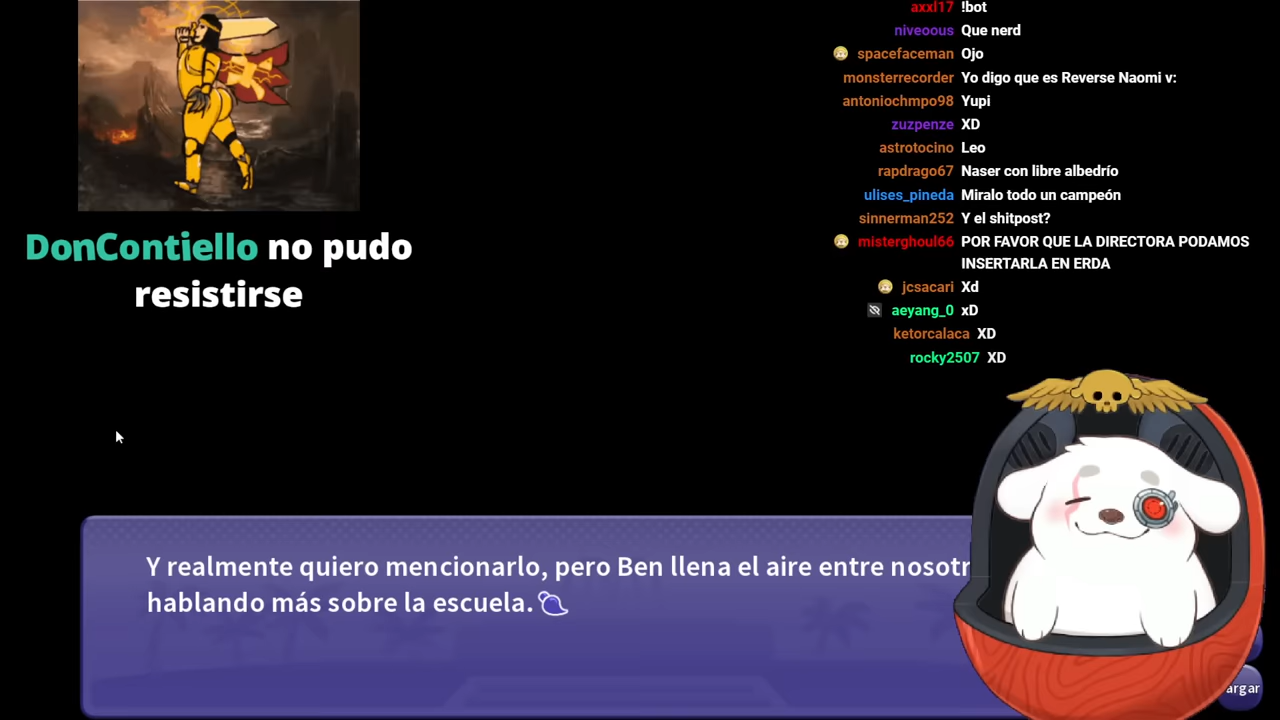 axxl17 !bot
niveoous Que nerd
spacefaceman Ojo
monsterrecorder Yo digo que es Reverse Naomi v:
antoniochmpo98 Yupi
zuzpenze XD
astrotocino Leo
rapdrago67 Naser con libre albedrío
ulises_pineda Miralo todo un campeón
sinnerman252 Y el shitpost?
misterghoul66 POR FAVOR QUE LA DIRECTORA PODAMOS
INSERTARLA EN ERDA
jcsacari Xd
aeyang_0 xD
ketorcalaca XD
rocky2507 XD
DonContiello no pudo
resistirse
Y realmente quiero mencionarlo, pero Ben llena el aire entre nosotr
hablando más sobre la escuela.
argar